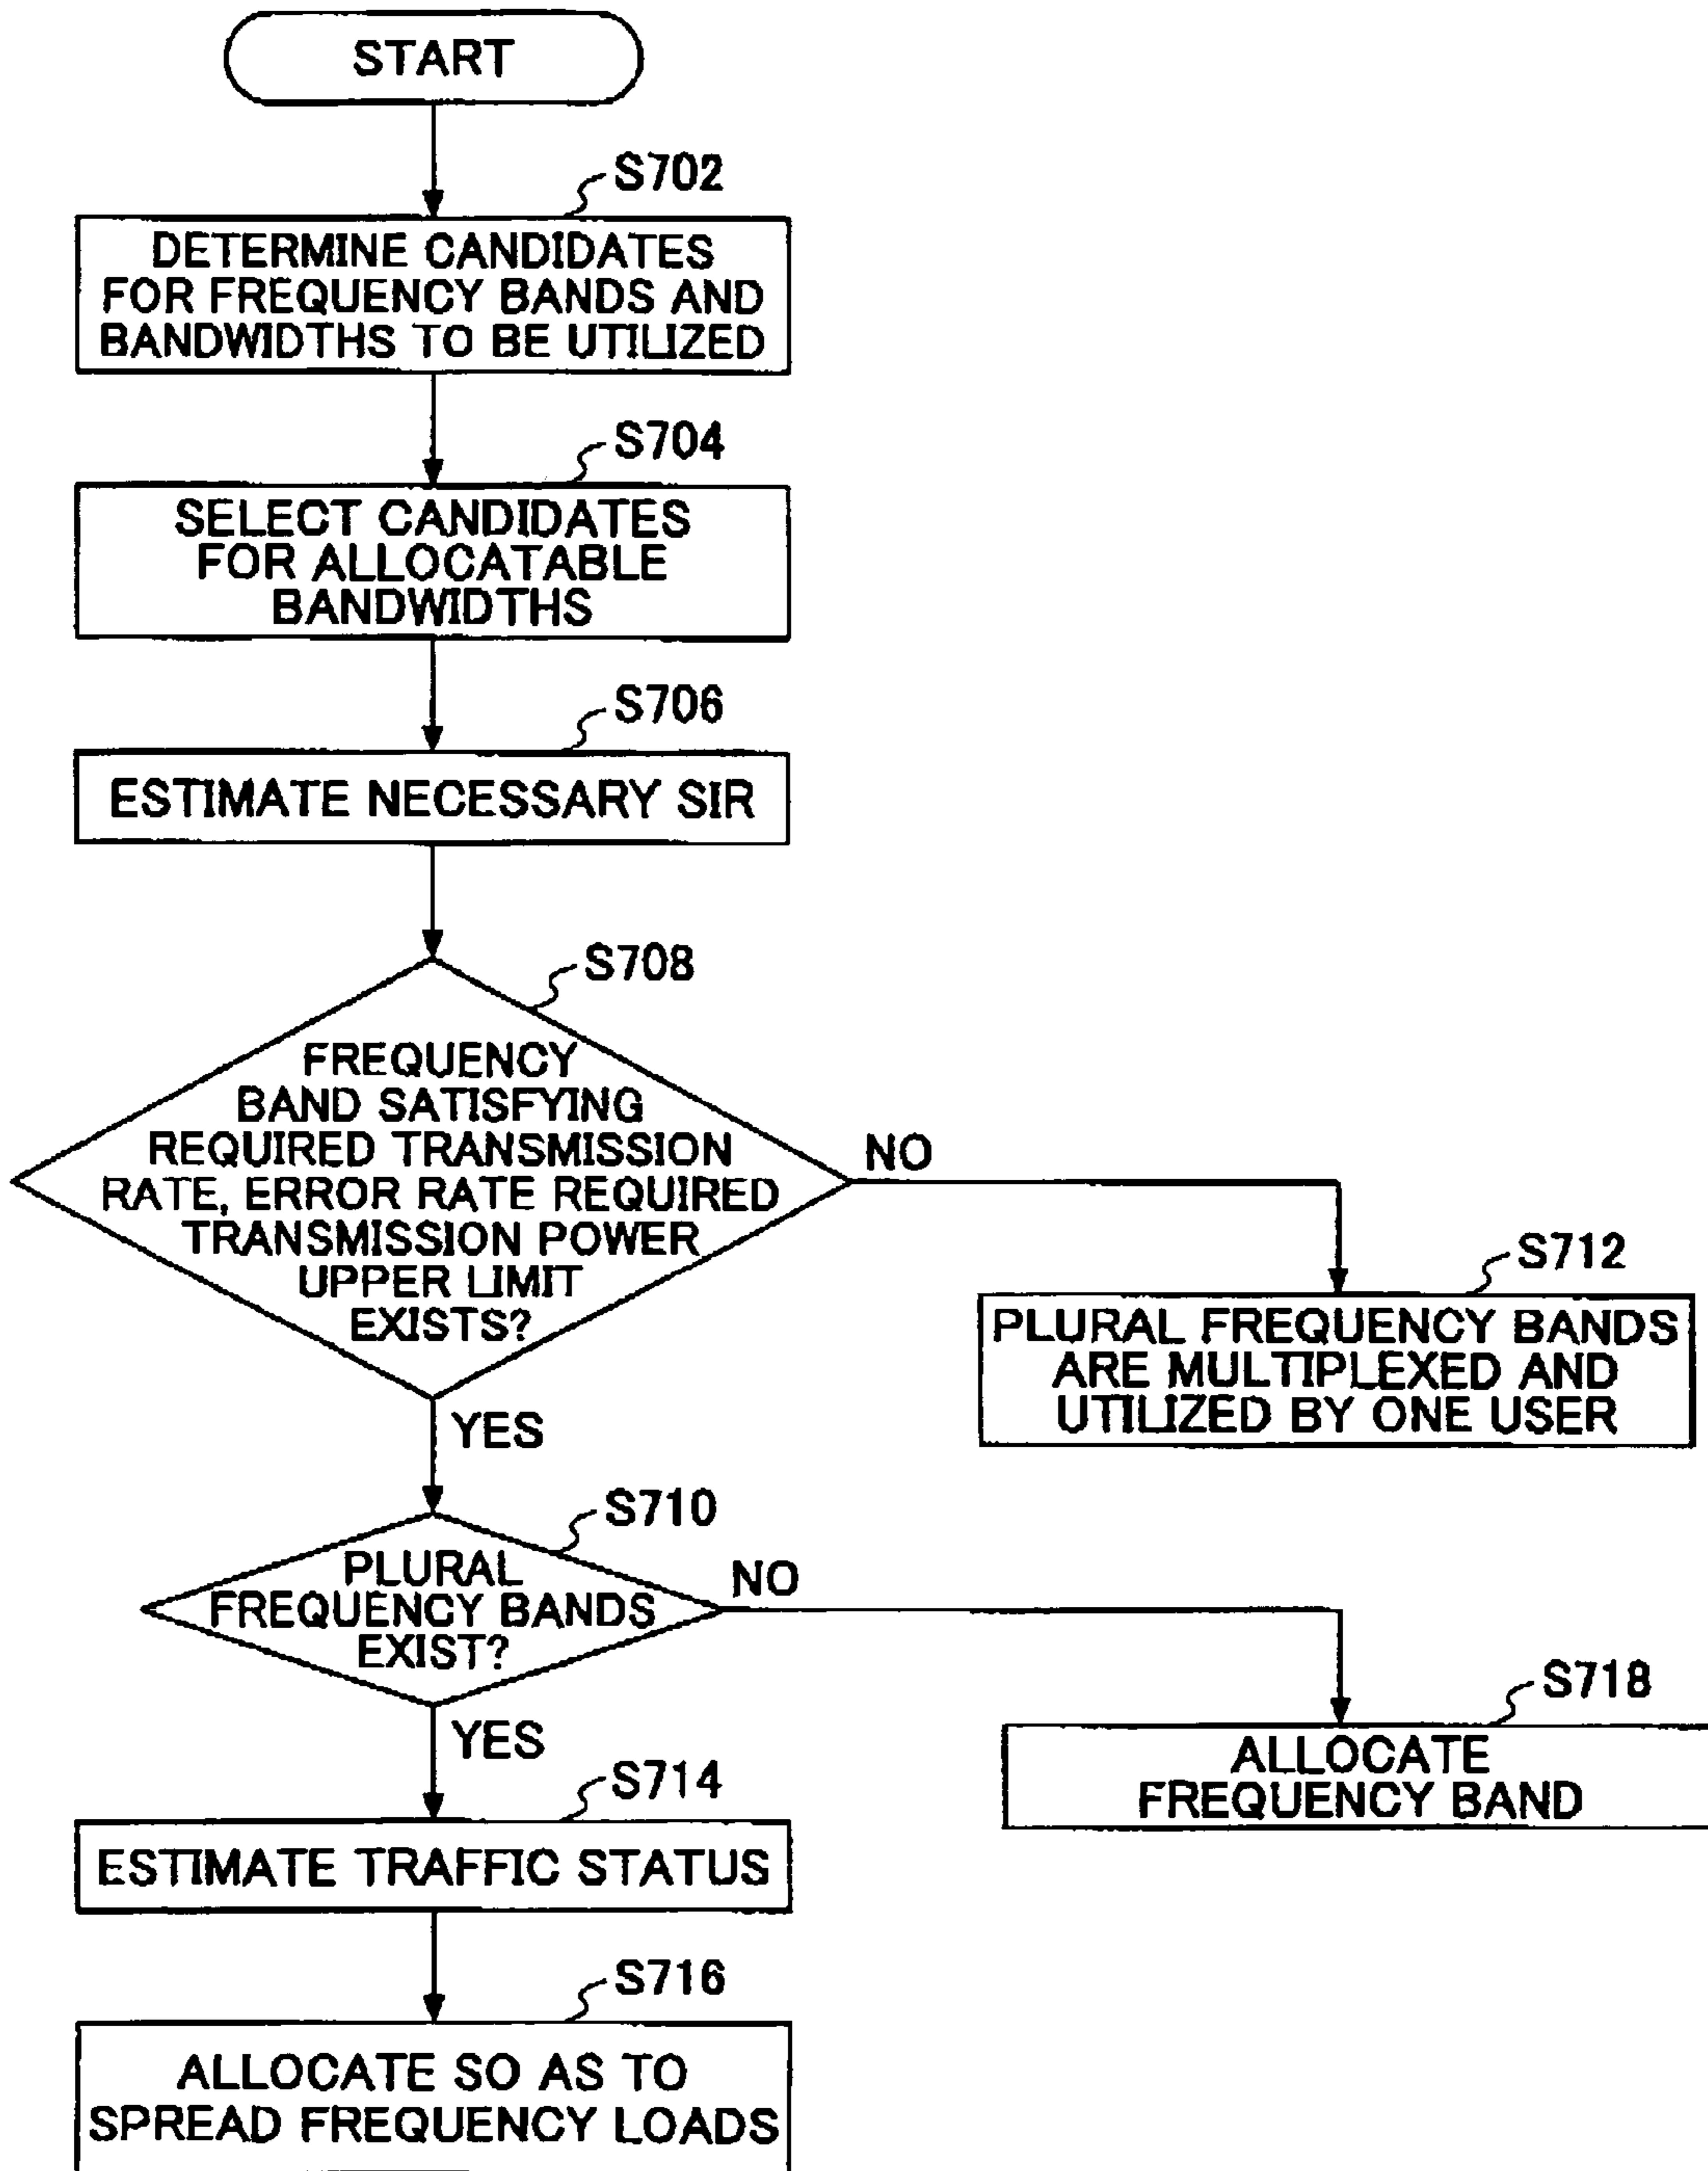 START
S702
DETERMINE CANDIDATES
FOR FREQUENCY BANDS AND
BANDWIDTHS TO BE UTILIZED
S704
SELECT CANDIDATES
FOR ALLOCATABLE
BANDWIDTHS
S706
ESTIMATE NECESSARY SIR
S708
FREQUENCY
BAND SATISFYING
REQUIRED TRANSMISSION
RATE, ERROR RATE REQUIRED
TRANSMISSION POWER
UPPER LIMIT
EXISTS?
NO
S712
PLURAL FREQUENCY BANDS
ARE MULTIPLEXED AND
UTILIZED BY ONE USER
YES
S710
PLURAL
FREQUENCY BANDS
EXIST?
NO
S718
ALLOCATE
FREQUENCY BAND
YES
S714
ESTIMATE TRAFFIC STATUS
S716
ALLOCATE SO AS TO
SPREAD FREQUENCY LOADS